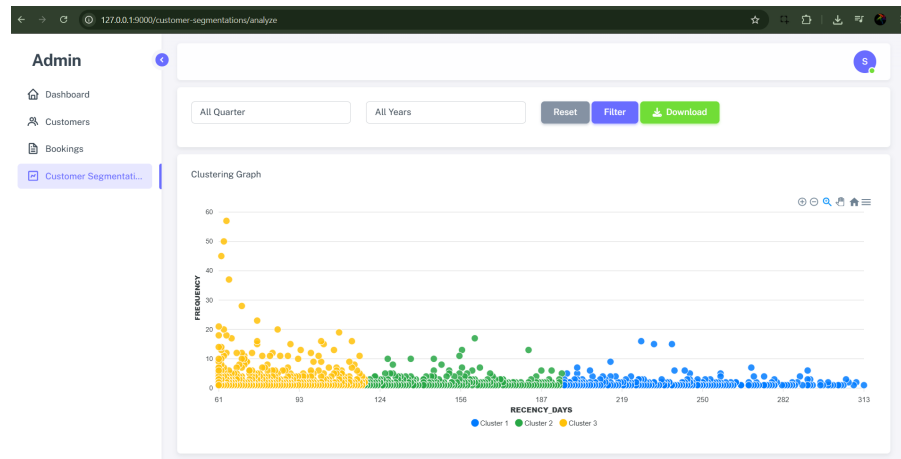 127.0.0.1:9000/customer-segmentations/analyze
Admin
S
Dashboard
Customers
Bookings
Customer Segmentati...
All Quarter
All Years
Reset
Filter
Download
Clustering Graph
60
50
40
30
20
10
0
FREQUENCY
61 93 124 156 187 219 250 282 313
RECENCY_DAYS
Cluster 1 Cluster 2 Cluster 3